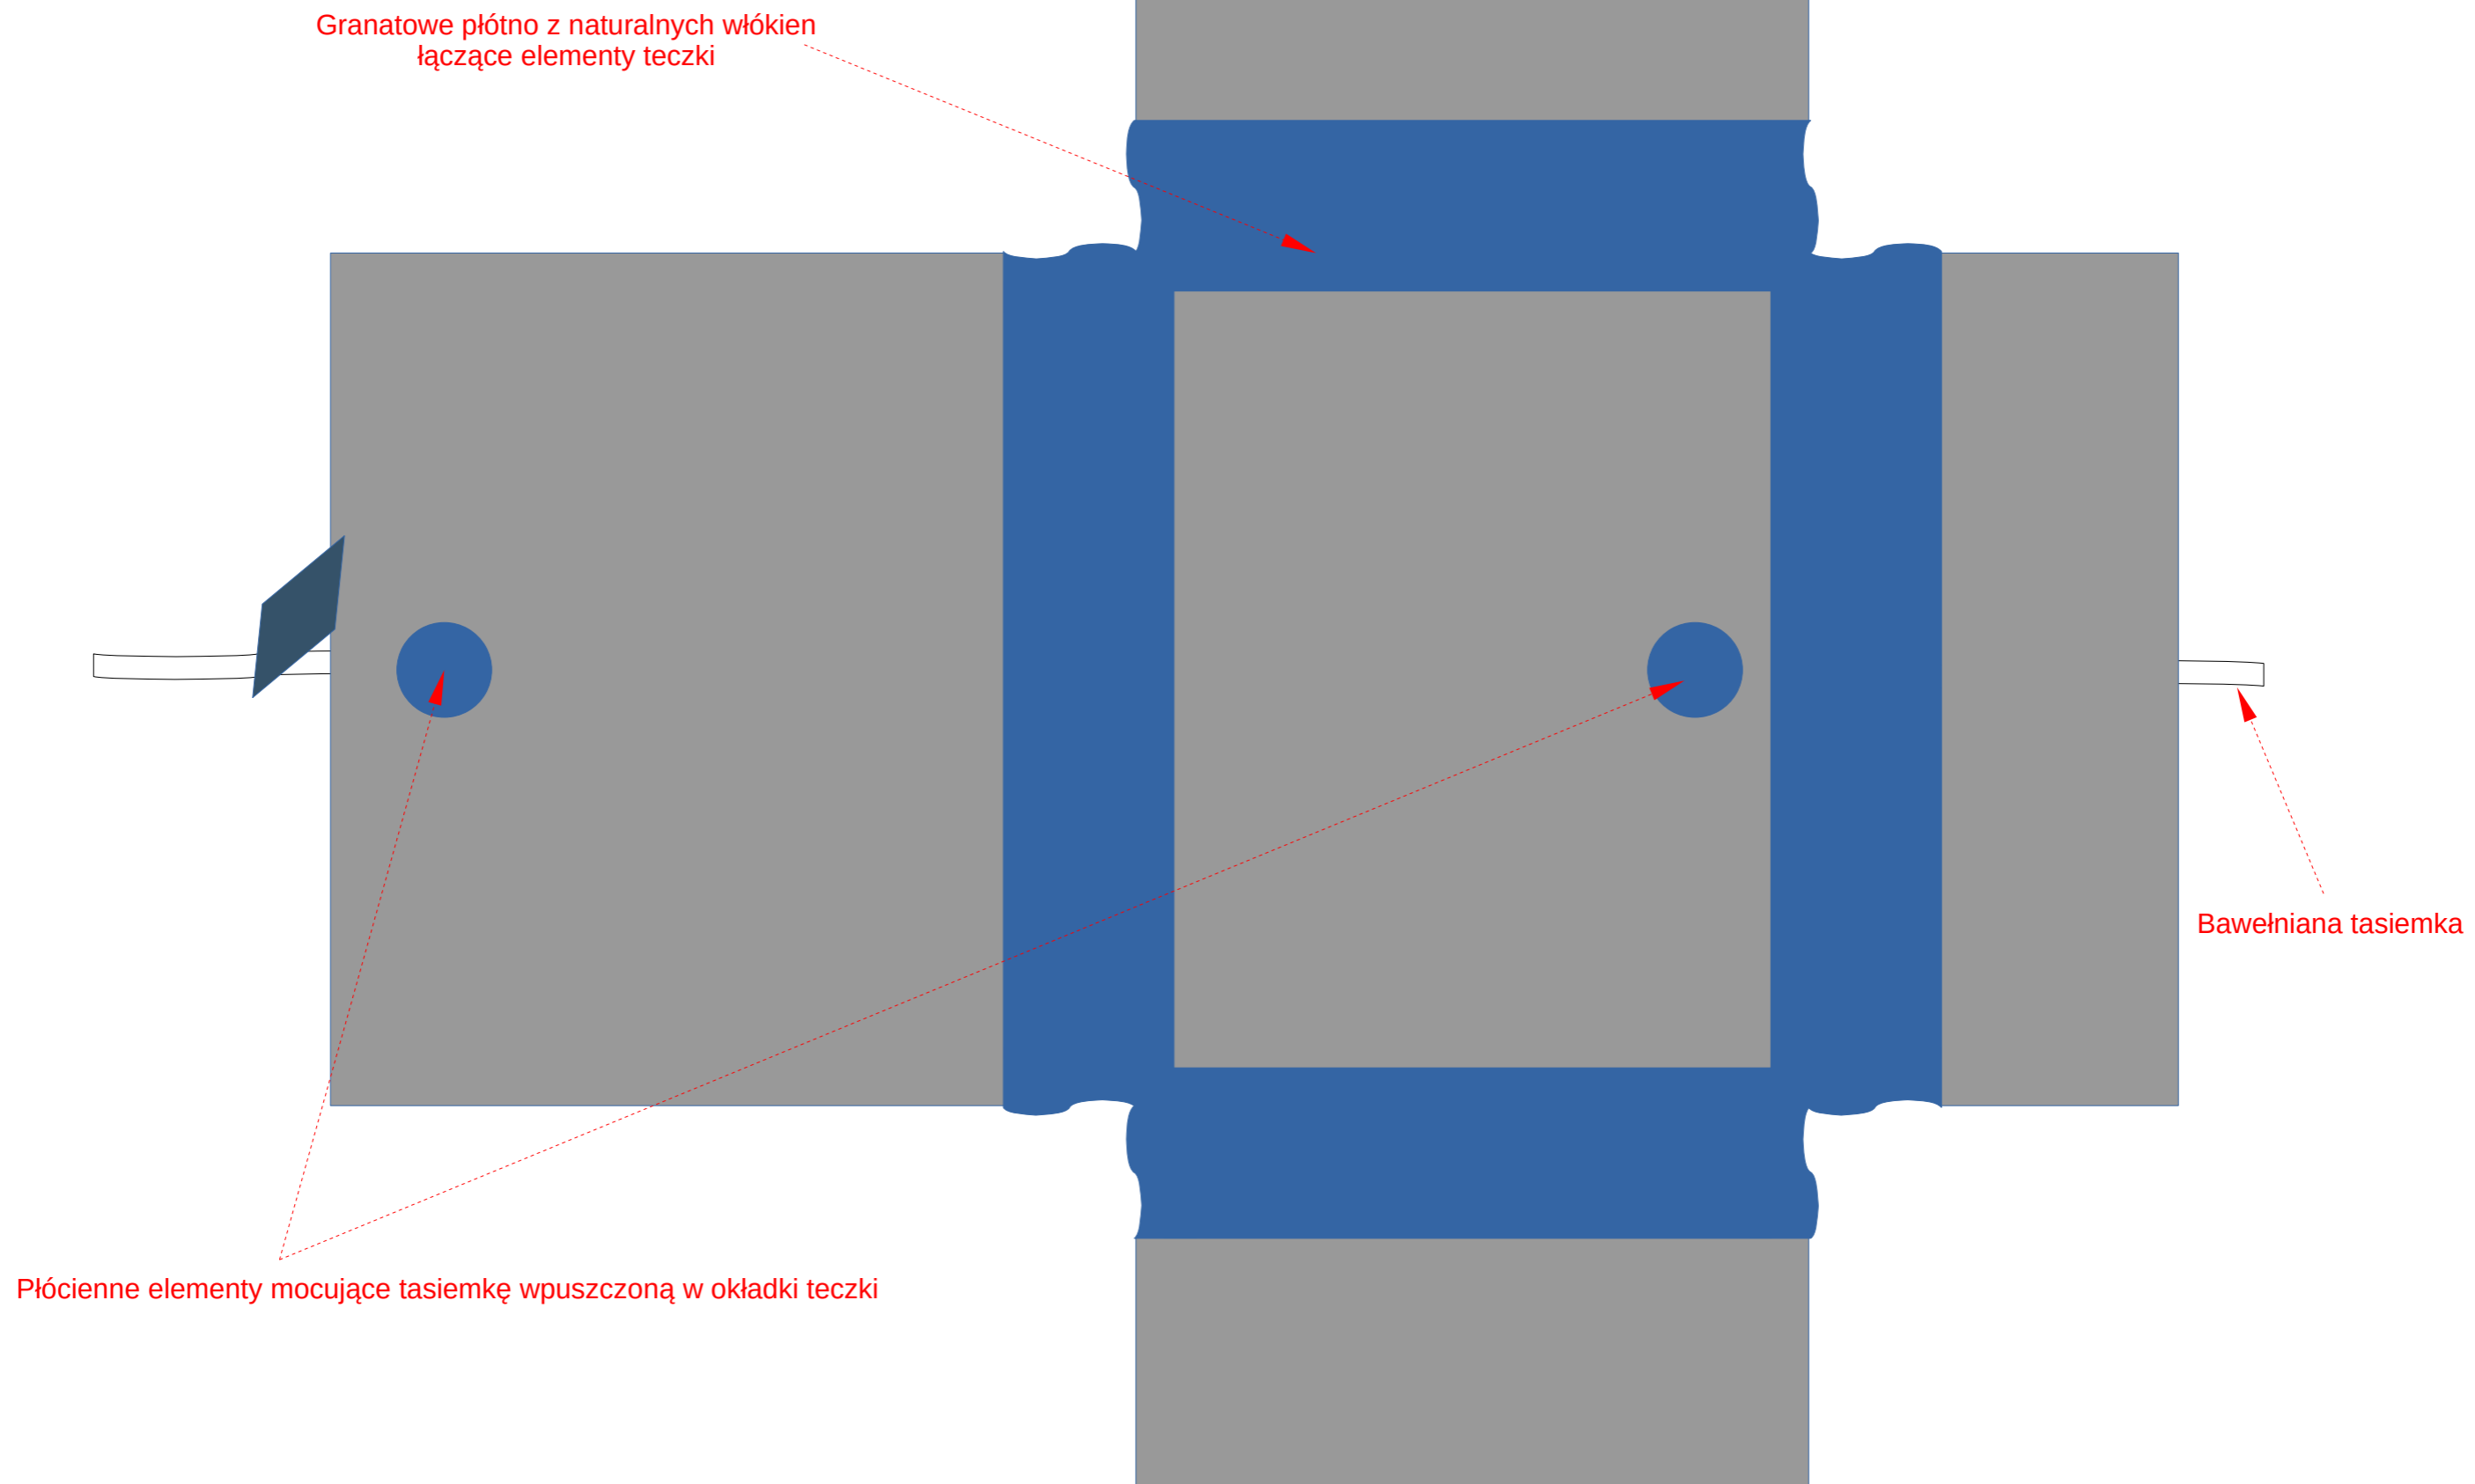 Granatowe płótno z naturalnych włókien
łączące elementy teczki
Bawełniana tasiemka
Płócienne elementy mocujące tasiemkę wpuszczoną w okładki teczki